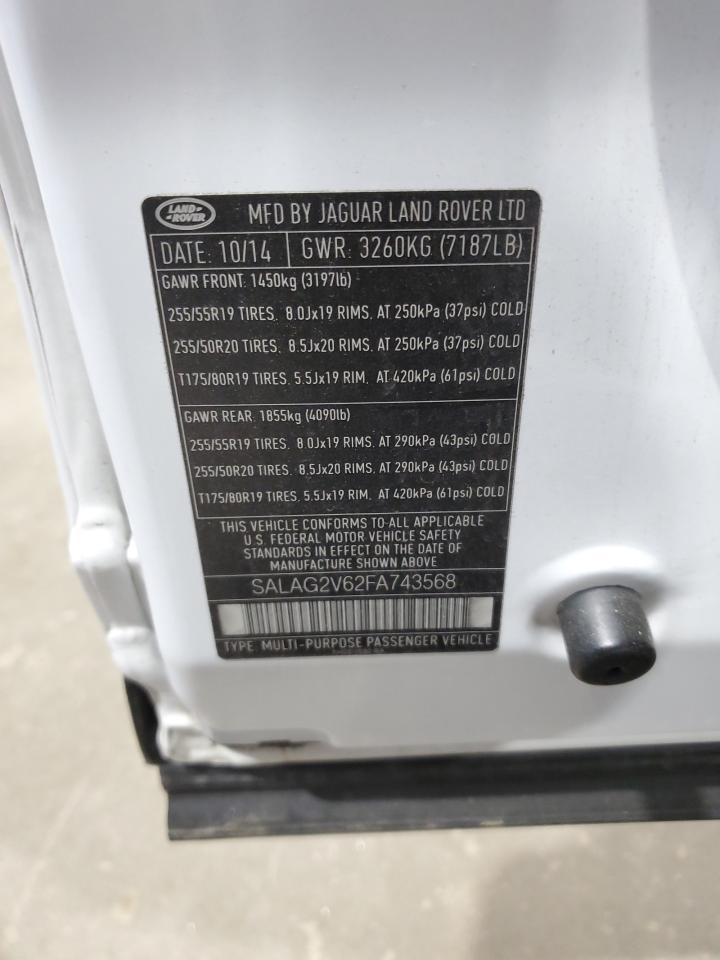 LAND-
-ROVER
MFD BY JAGUAR LAND ROVER LTD
DATE: 10/14 GWR: 3260KG (7187LB)
GAWR FRONT: 1450kg (3197lb)
255/55R19 TIRES, 8.0Jx19 RIMS, AT 250kPa (37psi) COLD
255/50R20 TIRES, 8.5Jx20 RIMS, AT 250kPa (37psi) COLD
T175/80R19 TIRES, 5.5Jx19 RIM, AT 420kPa (61psi) COLD
GAWR REAR: 1855kg (4090lb)
255/55R19 TIRES, 8.0Jx19 RIMS, AT 290kPa (43psi) COLD
255/50R20 TIRES, 8.5Jx20 RIMS, AT 290kPa (43psi) COLD
T175/80R19 TIRES, 5.5Jx19 RIM, AT 420kPa (61psi) COLD
THIS VEHICLE CONFORMS TO ALL APPLICABLE
U.S. FEDERAL MOTOR VEHICLE SAFETY
STANDARDS IN EFFECT ON THE DATE OF
MANUFACTURE SHOWN ABOVE
SALAG2V62FA743568
TYPE: MULTI-PURPOSE PASSENGER VEHICLE